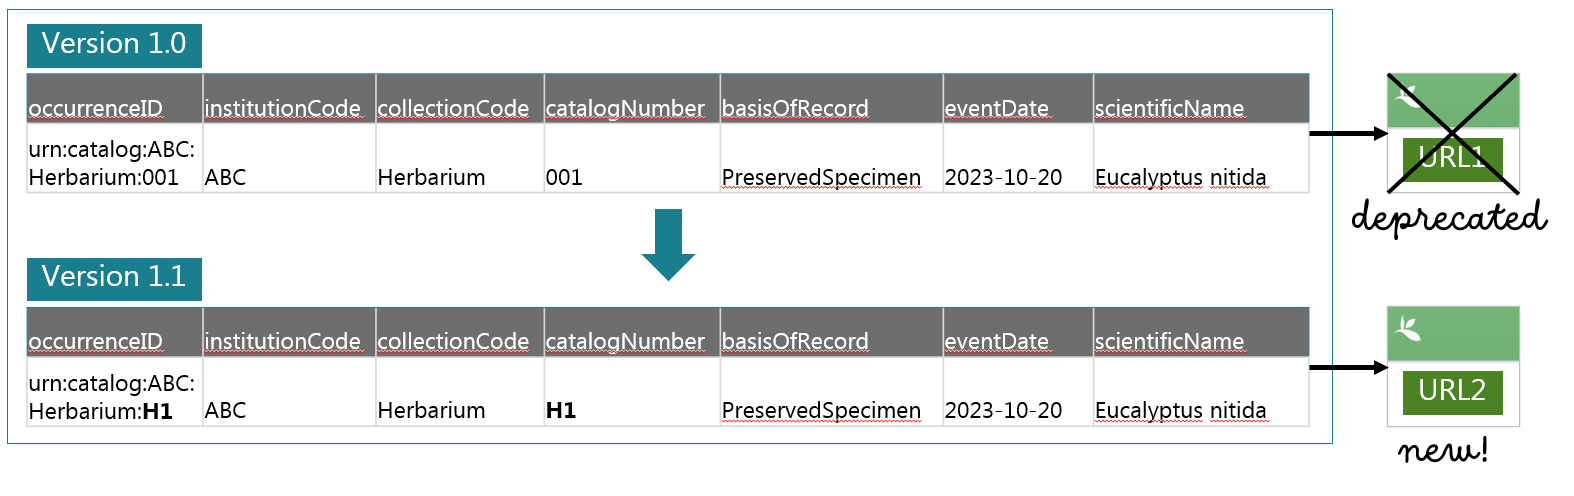 Version 1.0
occurrenceID institutionCode collectionCode catalogNumber basisOfRecord eventDate scientificName
urn:catalog:ABC:
Herbarium:001 ABC Herbarium 001 PreservedSpecimen 2023-10-20 Eucalyptus nitida
URL1
deprecated
Version 1.1
occurrenceID institutionCode collectionCode catalogNumber basisOfRecord eventDate scientificName
urn:catalog:ABC:
Herbarium:H1 ABC Herbarium H1 PreservedSpecimen 2023-10-20 Eucalyptus nitida
URL2
new!